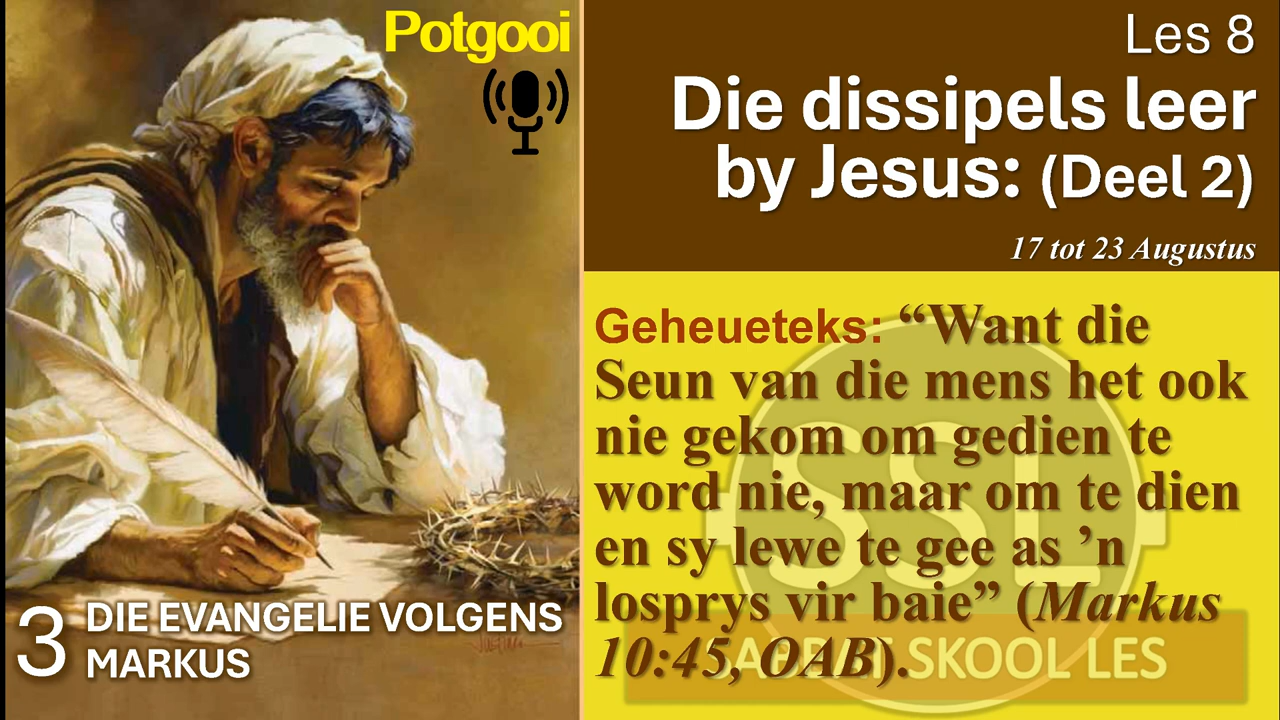 Potgooi
Les 8
Die dissipels leer
by Jesus: (Deel 2)
17 tot 23 Augustus
Geheueteks: “Want die
Seun van die mens het ook
nie gekom om gedien te
word nie, maar om te dien
en sy lewe te gee as ’n
losprys vir baie” (Markus
10:45, OAB).
SSL
SABBAT SKOOL LES
3 DIE EVANGELIE VOLGENS
MARKUS